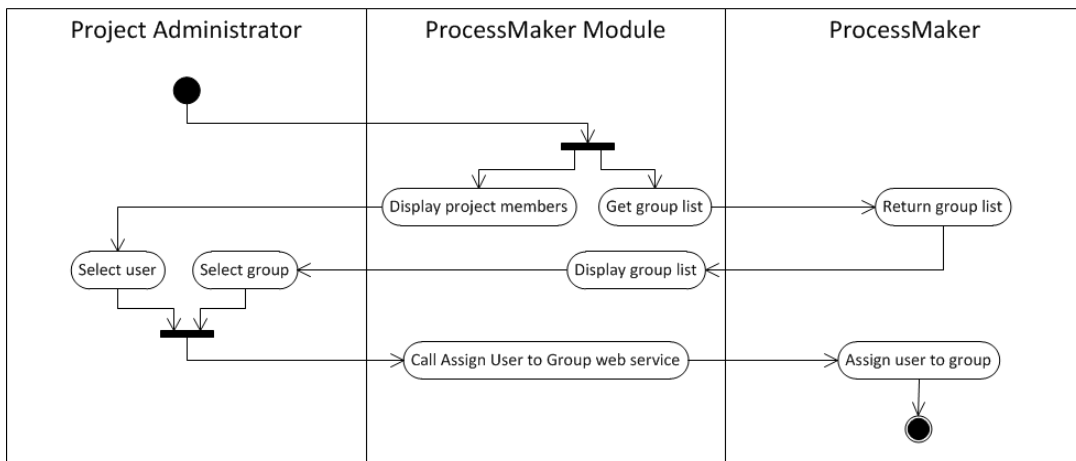 Project Administrator
ProcessMaker Module
ProcessMaker
Display project members
Get group list
Return group list
Select user
Select group
Display group list
Call Assign User to Group web service
Assign user to group